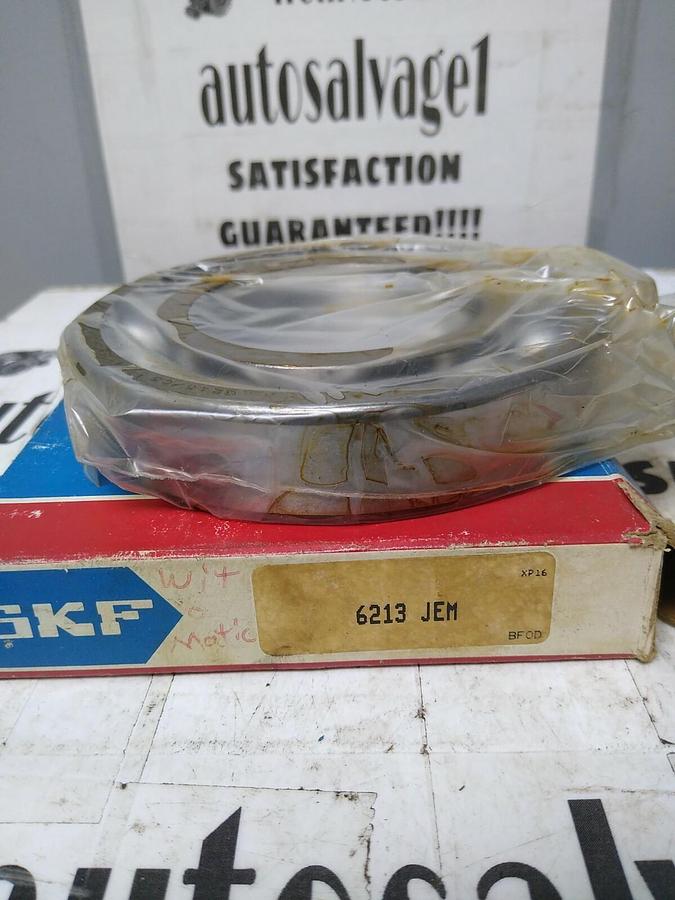 autosalvage1
SATISFACTION
GUARANTEED!!!!
SKF
Wit
o
Matic
XP16
6213 JEM
BFOD